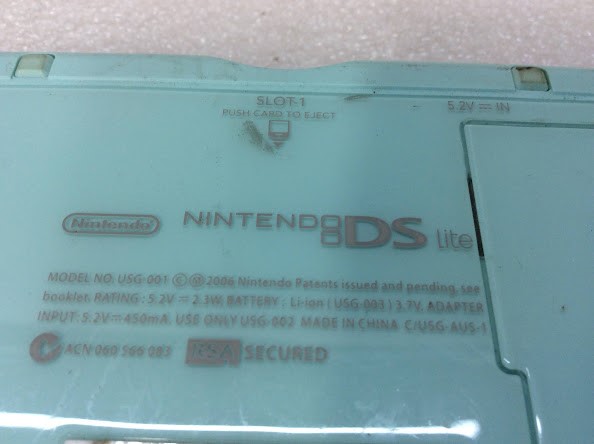 SLOT-1
PUSH CARD TO EJECT
5.2V ⎓ IN
Nintendo®
NINTENDO DS Lite
MODEL NO. USG-001 ©®2006 Nintendo Patents issued and pending, see
booklet. RATING : 5.2V ⎓ 2.3W, BATTERY : Li-ion ( USG-003 ) 3.7V, ADAPTER
INPUT: 5.2V⎓450mA. USE ONLY USG-002 MADE IN CHINA C/USG-AUS-1
ACN 060 566 083 RSA SECURED